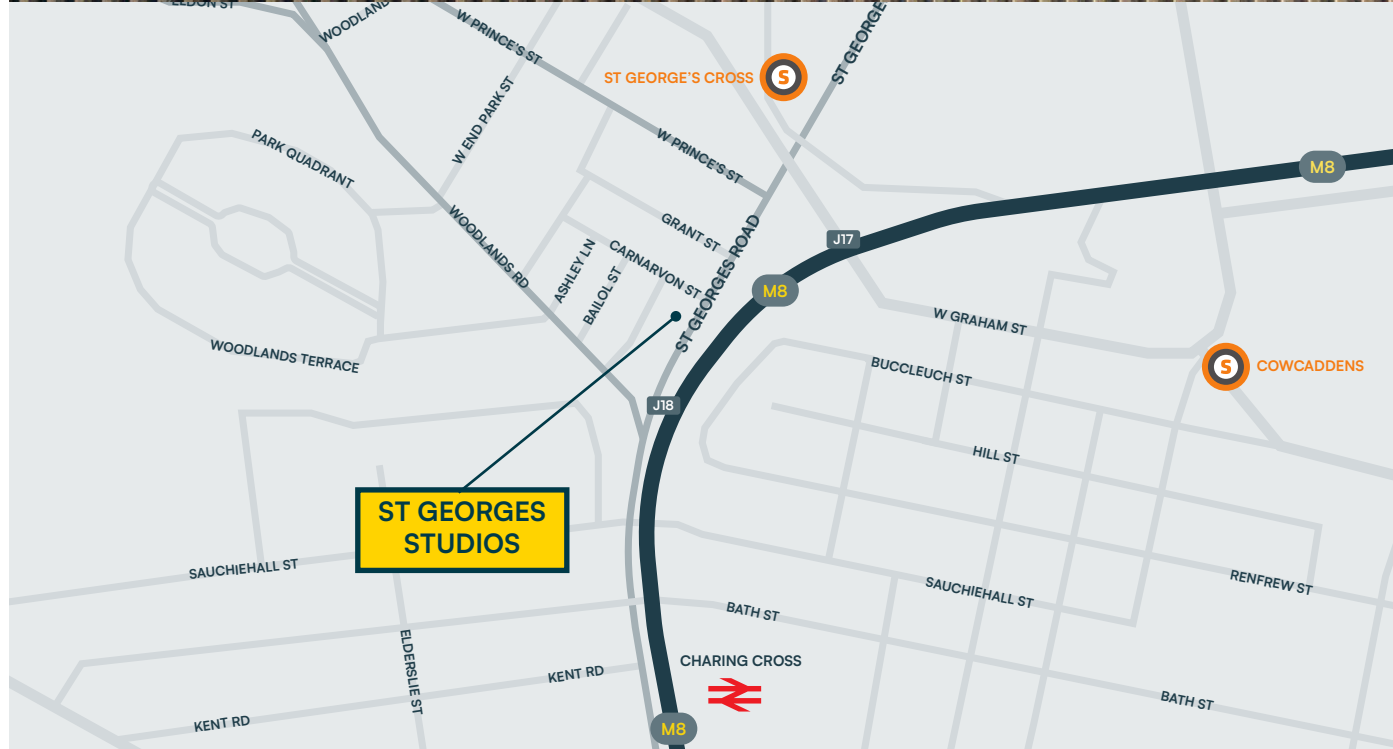 ELDON ST
WOODLAND
W PRINCE'S ST
ST GEORGE
ST GEORGE'S CROSS
S
W END PARK ST
PARK QUADRANT
W PRINCE'S ST
M8
WOODLANDS RD
GRANT ST
ST GEORGES ROAD
J17
CARNARVON ST
ASHLEY LN
BAILOL ST
M8
W GRAHAM ST
WOODLANDS TERRACE
BUCCLEUCH ST
S
COWCADDENS
J18
HILL ST
ST GEORGES
STUDIOS
SAUCHIEHALL ST
SAUCHIEHALL ST
RENFREW ST
BATH ST
ELDERSLIE ST
CHARING CROSS
KENT RD
BATH ST
KENT RD
M8